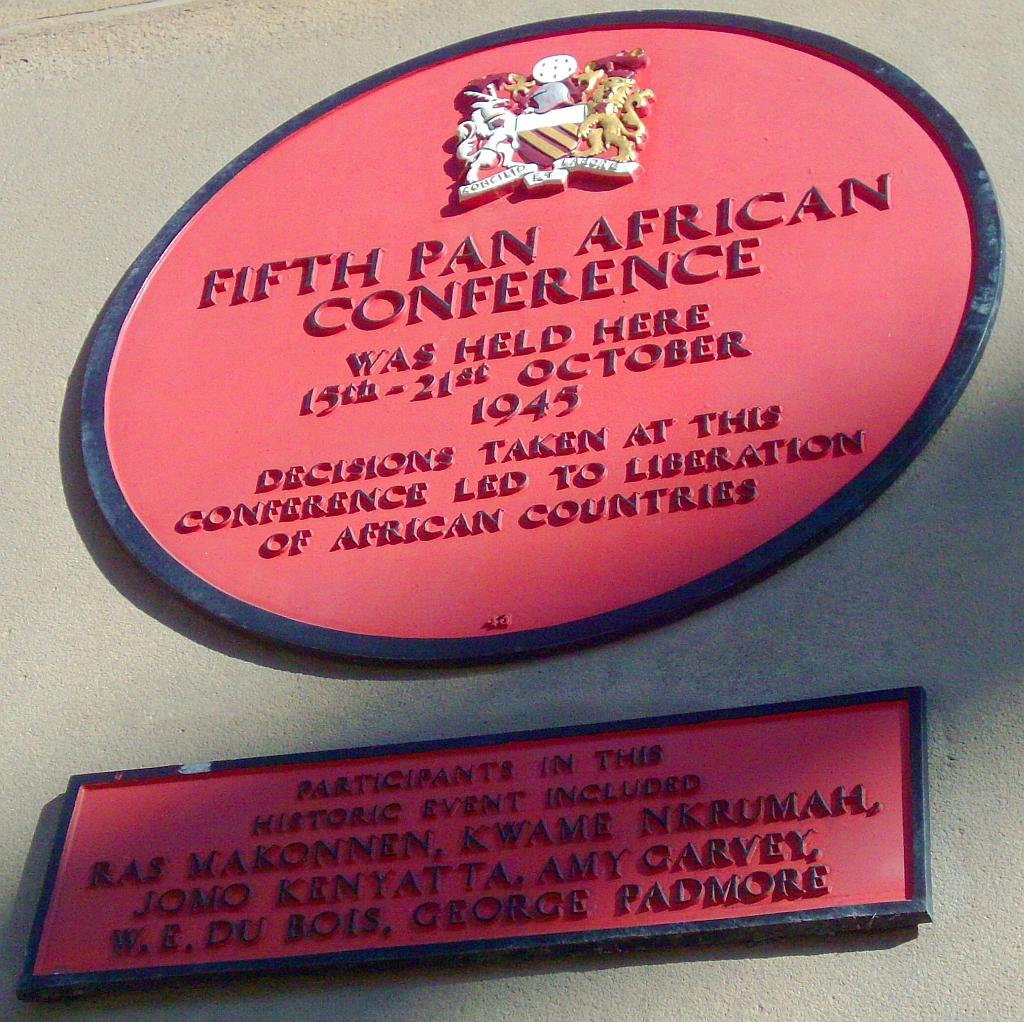 CONCILIO ET LABORE
FIFTH PAN AFRICAN
CONFERENCE
WAS HELD HERE
15th - 21st OCTOBER
1945
DECISIONS TAKEN AT THIS
CONFERENCE LED TO LIBERATION
OF AFRICAN COUNTRIES
PARTICIPANTS IN THIS
HISTORIC EVENT INCLUDED
RAS MAKONNEN, KWAME NKRUMAH,
JOMO KENYATTA, AMY GARVEY,
W. E. DU BOIS, GEORGE PADMORE